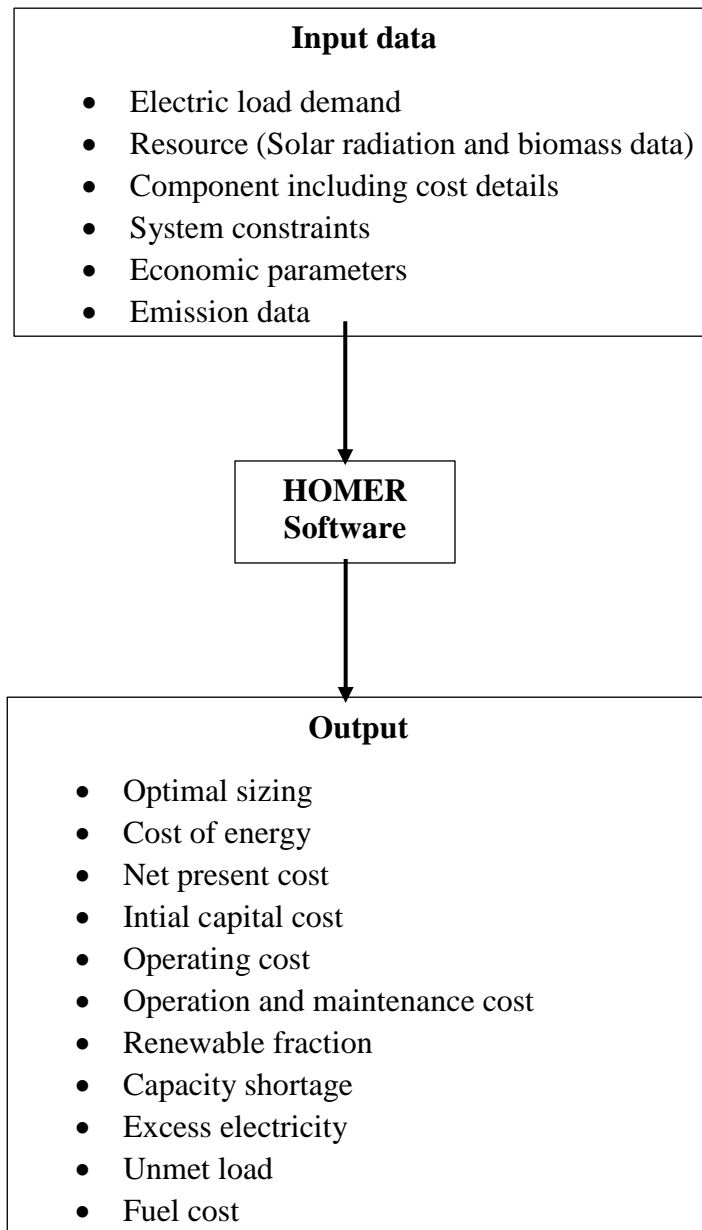 Input data
• Electric load demand
• Resource (Solar radiation and biomass data)
• Component including cost details
• System constraints
• Economic parameters
• Emission data
HOMER
Software
Output
• Optimal sizing
• Cost of energy
• Net present cost
• Intial capital cost
• Operating cost
• Operation and maintenance cost
• Renewable fraction
• Capacity shortage
• Excess electricity
• Unmet load
• Fuel cost